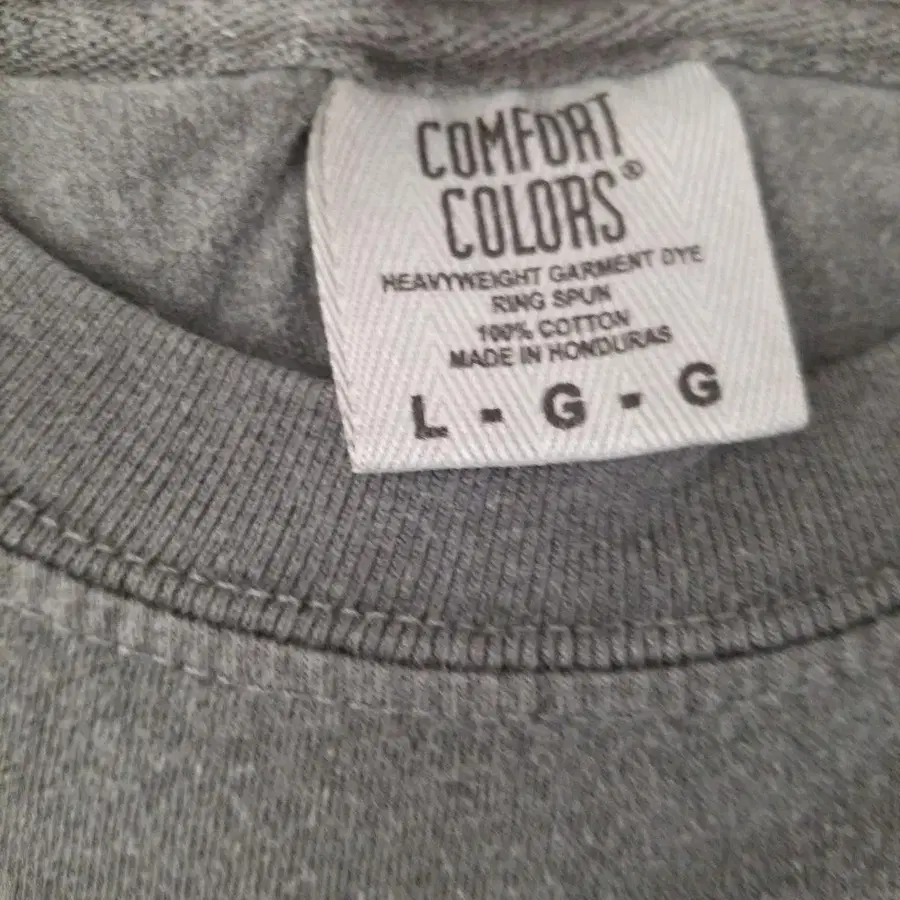 COMFORT
COLORS®
HEAVYWEIGHT GARMENT DYE
RING SPUN
100% COTTON
MADE IN HONDURAS
L - G - G